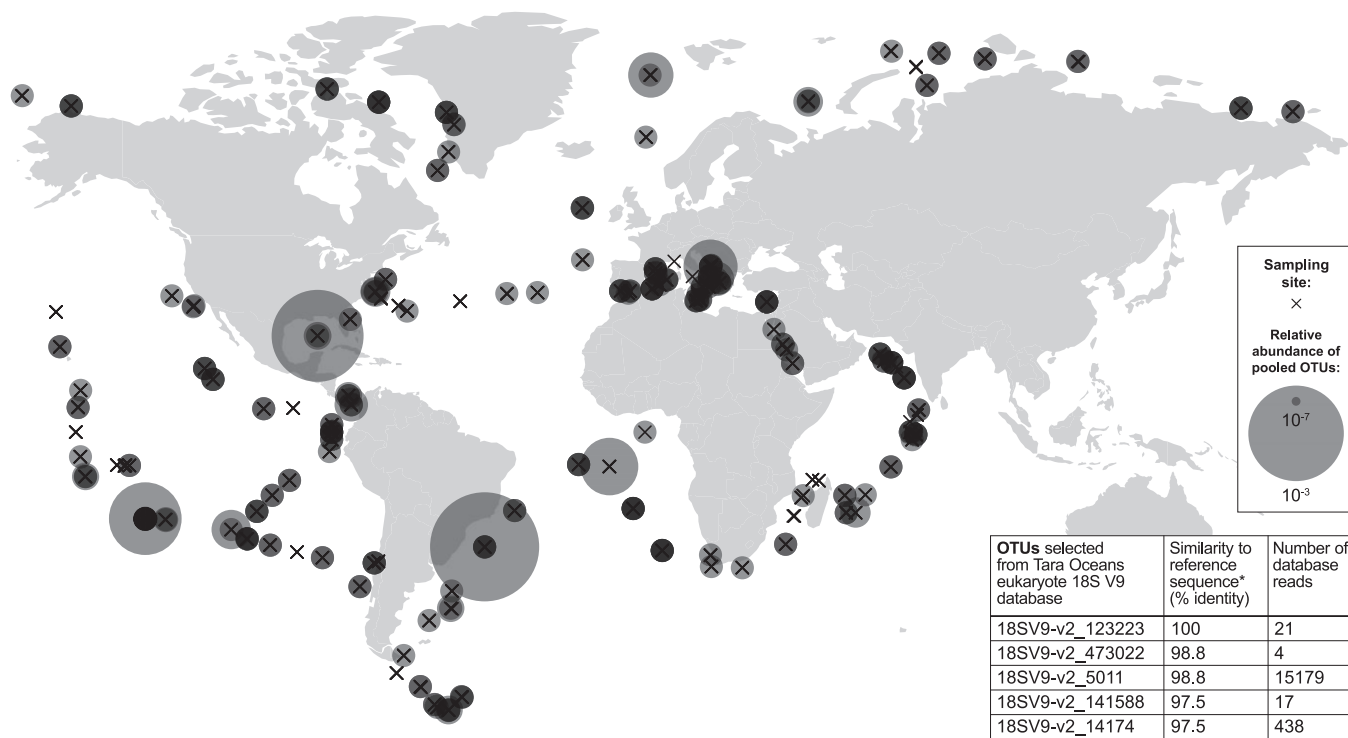 Sampling
site:
Relative
abundance of
pooled OTUs:
10-7
10-3
OTUs selected
from Tara Oceans
eukaryote 18S V9
database
Similarity to
reference
sequence*
(% identity)
Number of
database
reads
18SV9-v2_123223 100 21
18SV9-v2_473022 98.8 4
18SV9-v2_5011 98.8 15179
18SV9-v2_141588 97.5 17
18SV9-v2_14174 97.5 438